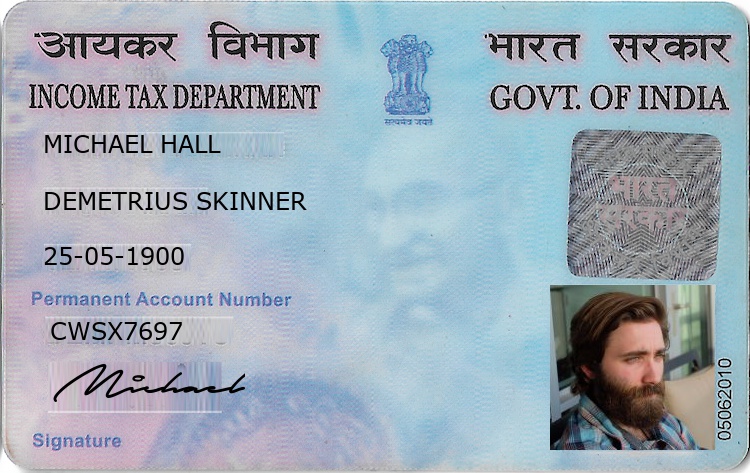 आयकर विभाग
INCOME TAX DEPARTMENT
सत्यमेव जयते
भारत सरकार
GOVT. OF INDIA
MICHAEL HALL
DEMETRIUS SKINNER
25-05-1900
भारत
सरकार
Permanent Account Number
CWSX7697
Michael
Signature
05062010